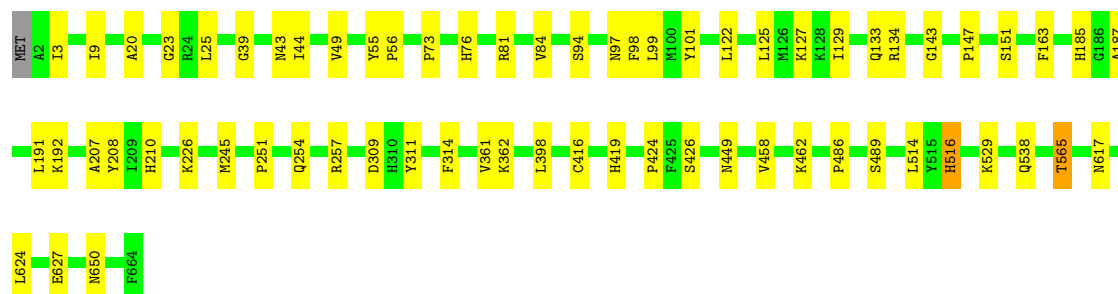 MET A2 I3 I9 A20 G23 R24 L25 G39 N43 I44 V49 Y55 P56 P73 H76 R81 V84 S94 N97 F98 L99 M100 Y101 L122 L125 M126 K127 K128 I129 Q133 R134 G143 P147 S151 F163 H185 G186 A187
L191 K192 A207 Y208 I209 H210 K226 M245 P251 Q254 R257 D309 H310 Y311 F314 V361 K362 L398 C416 H419 P424 F425 S426 N449 V458 K462 P486 S489 L514 Y515 H516 K529 Q538 T565 N617
L624 E627 N650 F664